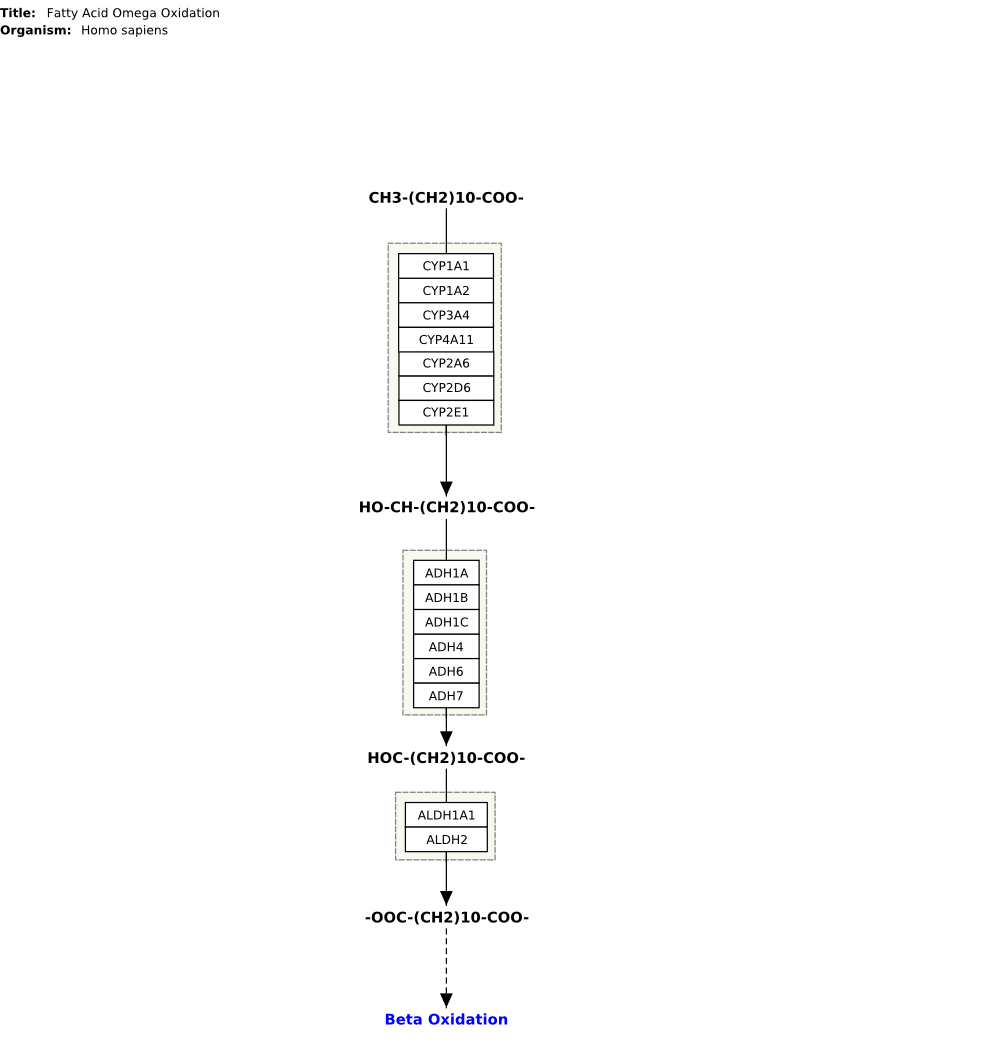 Title: Fatty Acid Omega Oxidation
Organism: Homo sapiens
CH3-(CH2)10-COO-
CYP1A1
CYP1A2
CYP3A4
CYP4A11
CYP2A6
CYP2D6
CYP2E1
HO-CH-(CH2)10-COO-
ADH1A
ADH1B
ADH1C
ADH4
ADH6
ADH7
HOC-(CH2)10-COO-
ALDH1A1
ALDH2
-OOC-(CH2)10-COO-
Beta Oxidation